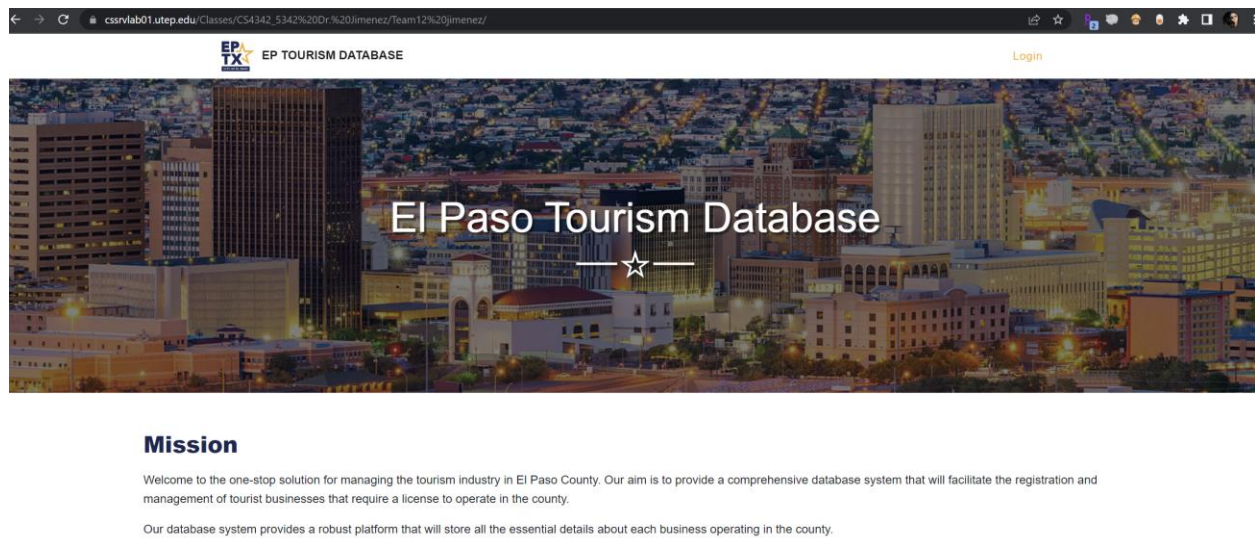 cssrvlab01.utep.edu/Classes/CS4342_5342%20Dr.%20Jimenez/Team12%20jimenez/
2
EP
TX
EP TOURISM DATABASE
Login
El Paso Tourism Database
Mission
Welcome to the one-stop solution for managing the tourism industry in El Paso County. Our aim is to provide a comprehensive database system that will facilitate the registration and
management of tourist businesses that require a license to operate in the county.
Our database system provides a robust platform that will store all the essential details about each business operating in the county.